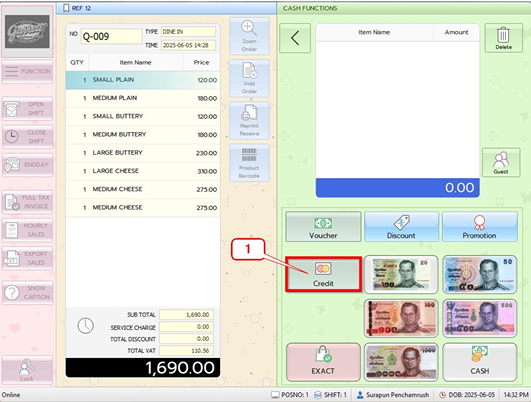 REF 12
CASH FUNCTIONS
NO Q-009
TYPE DINE IN
TIME 2025-06-05 14:28
QTY Item Name Price
1 SMALL PLAIN 120.00
1 MEDIUM PLAIN 180.00
1 SMALL BUTTERY 120.00
1 MEDIUM BUTTERY 180.00
1 LARGE BUTTERY 230.00
1 LARGE CHEESE 310.00
1 MEDIUM CHEESE 275.00
1 MEDIUM CHEESE 275.00
SUB TOTAL 1,690.00
SERVICE CHARGE 0.00
TOTAL DISCOUNT 0.00
TOTAL VAT 110.56
1,690.00
FUNCTION
OPEN
SHIFT
CLOSE
SHIFT
ENDDAY
FULL TAX
INVOICE
HOURLY
SALES
EXPORT
SALES
SHOW
CAPTION
Lock
Zoom
Order
Void
Order
Reprint
Receive
Product
Barcode
Item Name Amount
0.00
Delete
Guest
Voucher
Discount
Promotion
1
Credit
20
50
100
500
EXACT
1000
CASH
Online
POSNO: 1
SHIFT: 1
Surapun Penchamrush
DOB: 2025-06-05
14:32 PM